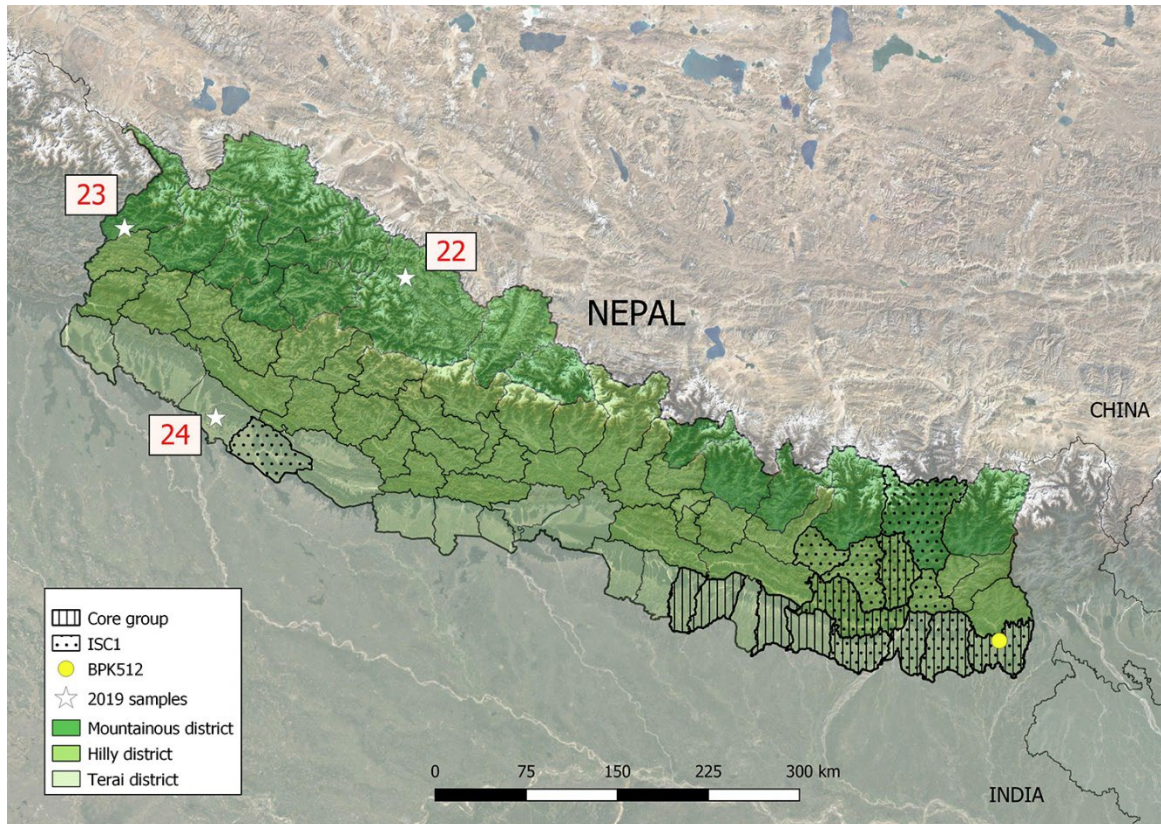 23
22
NEPAL
CHINA
24
Core group
ISC1
BPK512
2019 samples
Mountainous district
Hilly district
Terai district
0 75 150 225 300 km
INDIA